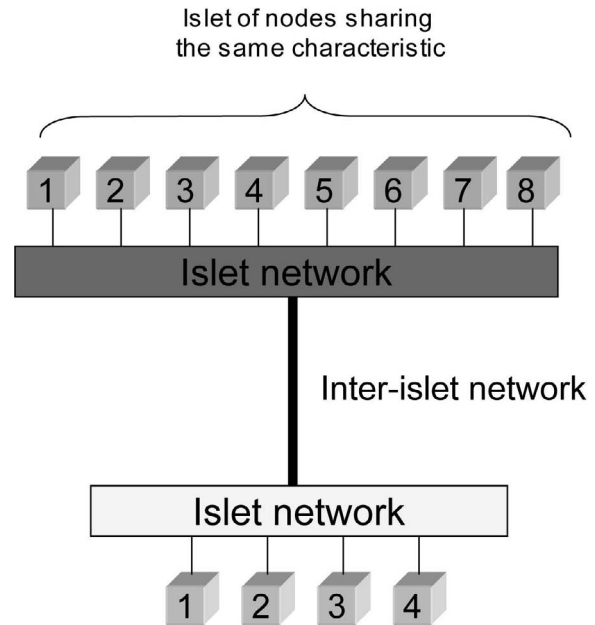 Islet of nodes sharing
the same characteristic
1 2 3 4 5 6 7 8
Islet network
Inter-islet network
Islet network
1 2 3 4